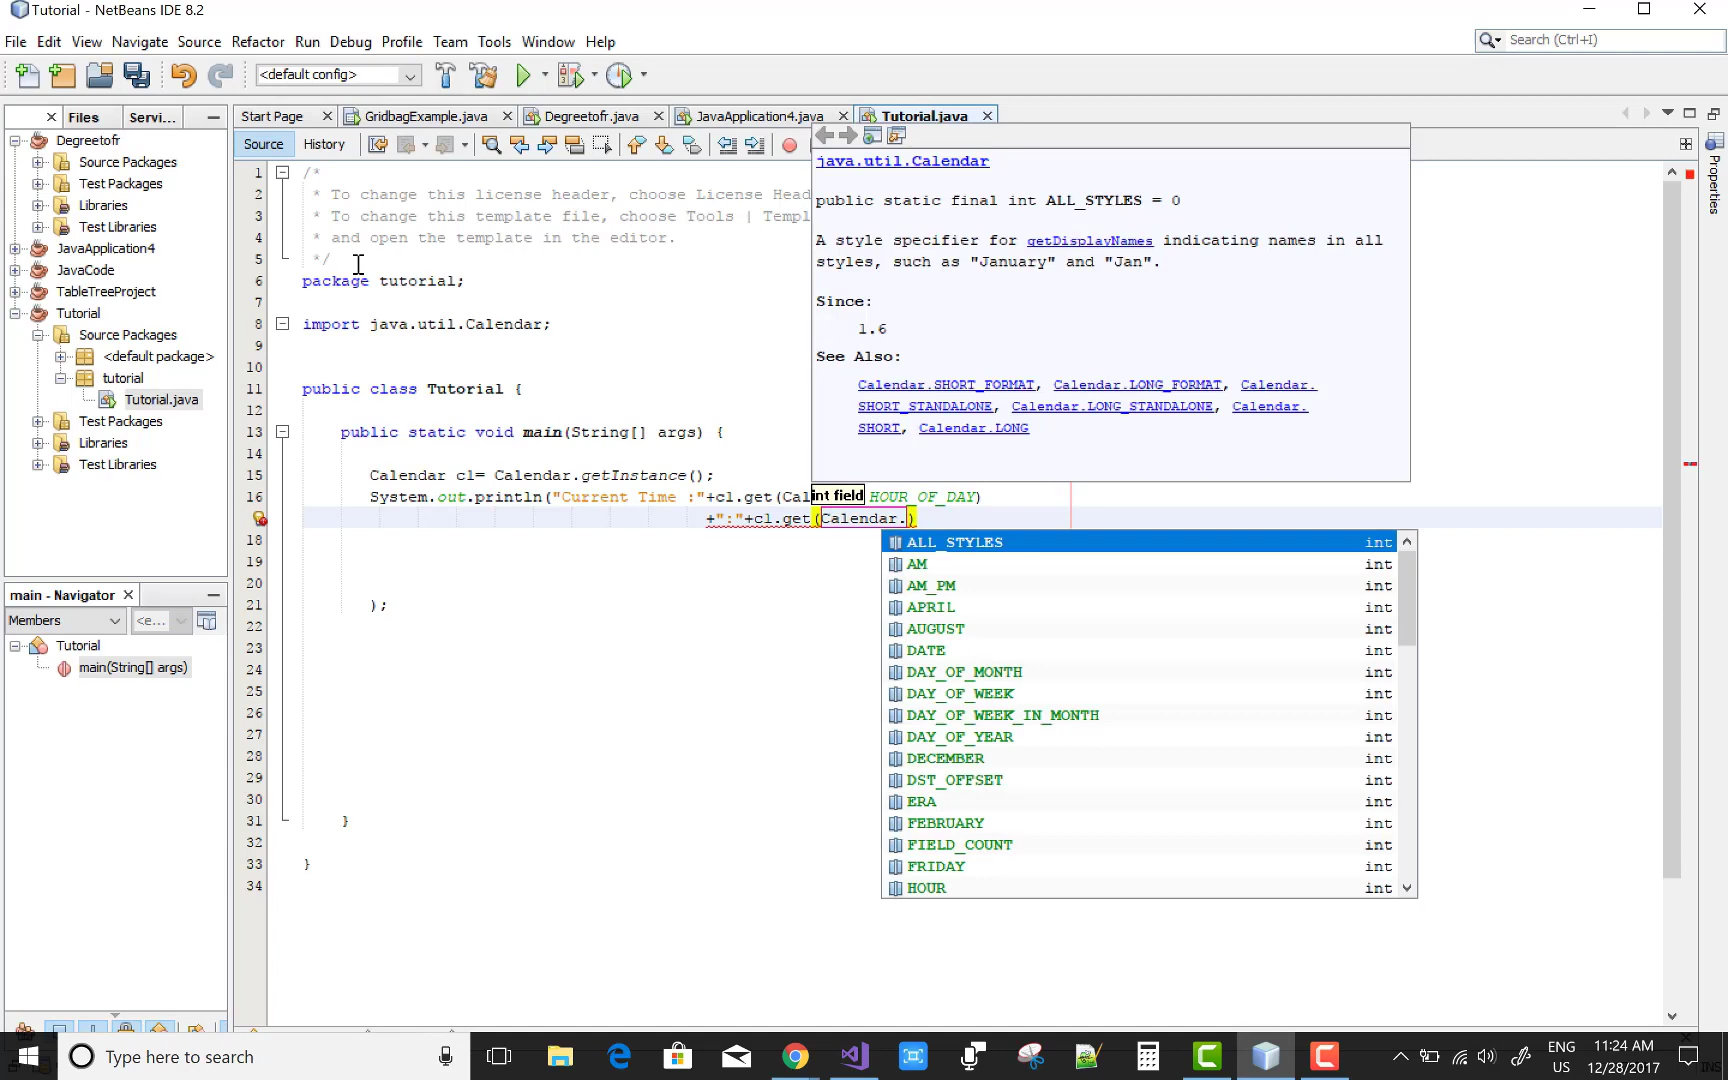 Tutorial - NetBeans IDE 8.2
File Edit View Navigate Source Refactor Run Debug Profile Team Tools Window Help
Search (Ctrl+I)
<default config>
Files Servi...
Start Page GridbagExample.java Degreetofr.java JavaApplication4.java Tutorial.java
Source History
Degreetofr
Source Packages
Test Packages
Libraries
Test Libraries
JavaApplication4
JavaCode
TableTreeProject
Tutorial
Source Packages
<default package>
tutorial
Tutorial.java
Test Packages
Libraries
Test Libraries
main - Navigator
Members <e...
Tutorial
main(String[] args)
1 /*
2 * To change this license header, choose License Head
3 * To change this template file, choose Tools | Templ
4 * and open the template in the editor.
5 */
6 package tutorial;
7
8 import java.util.Calendar;
9
10
11 public class Tutorial {
12
13 public static void main(String[] args) {
14
15 Calendar cl= Calendar.getInstance();
16 System.out.println("Current Time :"+cl.get(Cal HOUR_OF_DAY)
+":"+cl.get(Calendar.)
18
19
20
21 );
22
23
24
25
26
27
28
29
30
31 }
32
33 }
34
int field
java.util.Calendar
public static final int ALL_STYLES = 0
A style specifier for getDisplayNames indicating names in all
styles, such as "January" and "Jan".
Since:
1.6
See Also:
Calendar.SHORT_FORMAT, Calendar.LONG_FORMAT, Calendar.
SHORT_STANDALONE, Calendar.LONG_STANDALONE, Calendar.
SHORT, Calendar.LONG
ALL_STYLES int
AM int
AM_PM int
APRIL int
AUGUST int
DATE int
DAY_OF_MONTH int
DAY_OF_WEEK int
DAY_OF_WEEK_IN_MONTH int
DAY_OF_YEAR int
DECEMBER int
DST_OFFSET int
ERA int
FEBRUARY int
FIELD_COUNT int
FRIDAY int
HOUR int
Properties
INS
Type here to search
ENG
US
11:24 AM
12/28/2017